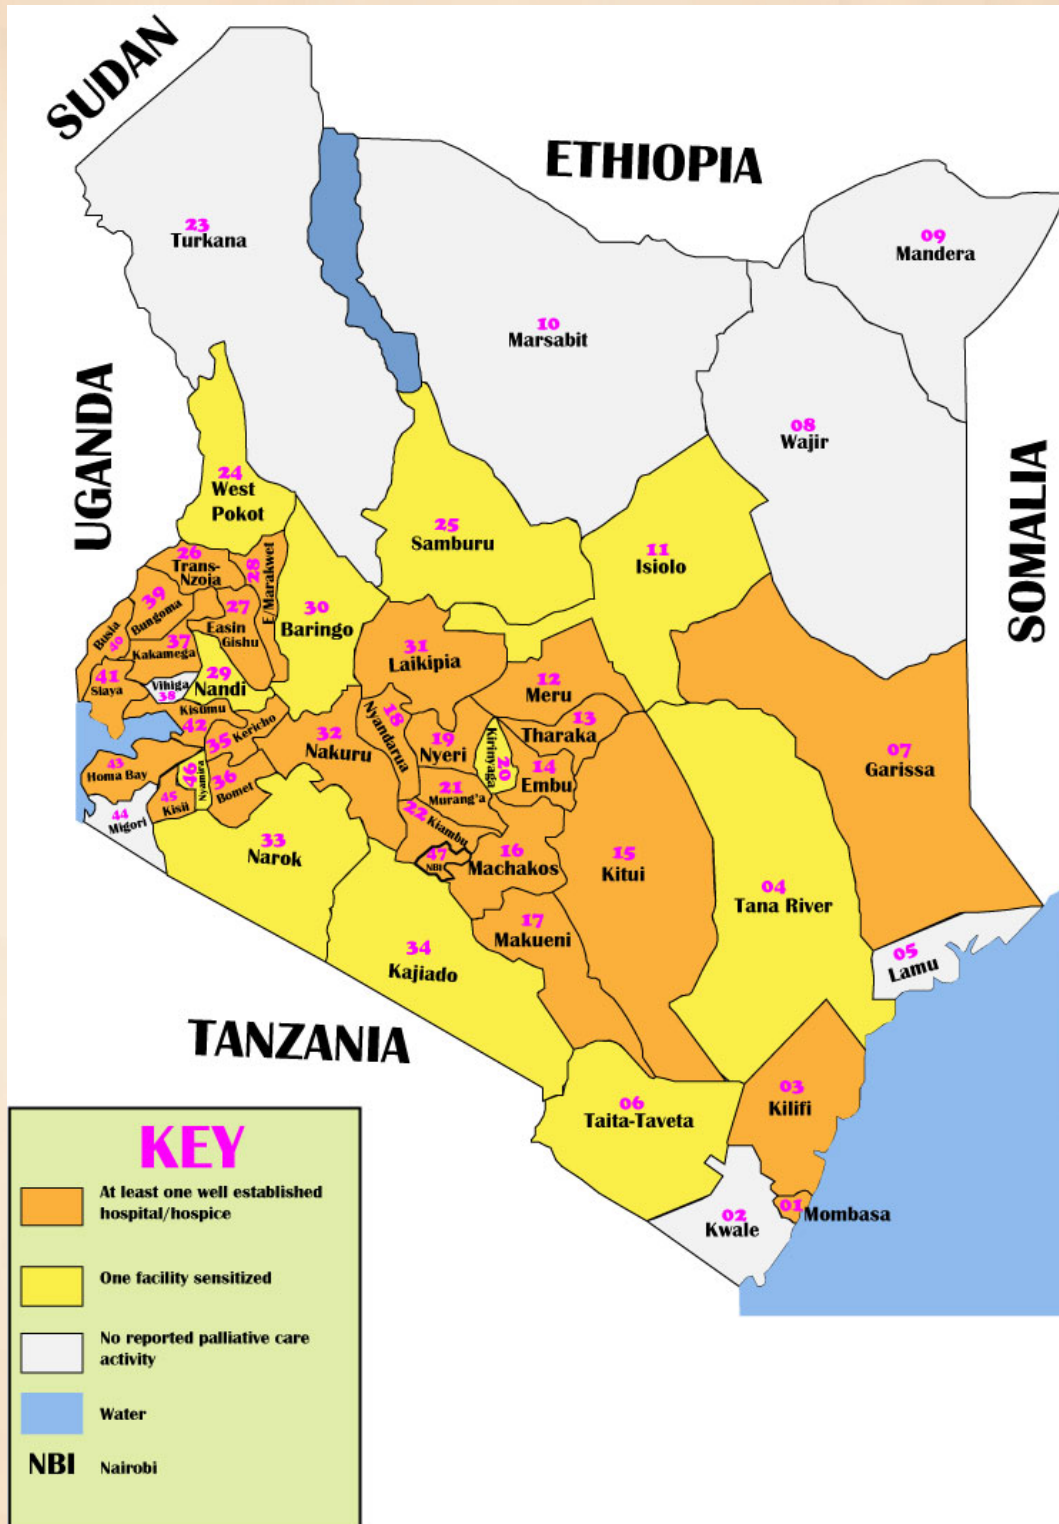 SUDAN
ETHIOPIA
UGANDA
SOMALIA
TANZANIA
23
Turkana
09
Mandera
10
Marsabit
08
Wajir
24
West
Pokot
25
Samburu
11
Isiolo
26
Trans-
Nzoia
28
E/Marakwet
39
Bungoma
27
Easin
Gishu
30
Baringo
Busia
40
37
Kakamega
31
Laikipia
41
Siaya
Vihiga
38
29
Nandi
12
Meru
Kisumu
42
35
Kericho
32
Nakuru
18
Nyandarua
19
Nyeri
Kirinyaga
20
13
Tharaka
14
Embu
07
Garissa
43
Homa Bay
46
Nyamira
36
Bomet
45
Kisii
44
Migori
21
Murang'a
22
Kiambu
47
NBI
16
Machakos
15
Kitui
33
Narok
04
Tana River
17
Makueni
34
Kajiado
05
Lamu
03
Kilifi
06
Taita-Taveta
02
Kwale
01
Mombasa
KEY
At least one well established
hospital/hospice
One facility sensitized
No reported palliative care
activity
Water
NBI Nairobi